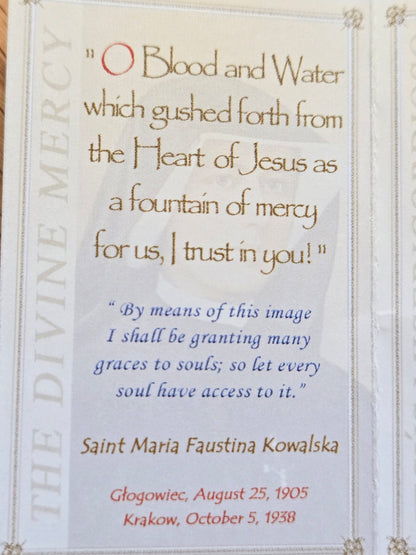 " O Blood and Water
which gushed forth from
the Heart of Jesus as
a fountain of mercy
for us, I trust in you! "
" By means of this image
I shall be granting many
graces to souls; so let every
soul have access to it."
Saint Maria Faustina Kowalska
Głogowiec, August 25, 1905
Krąkow, October 5, 1938
THE DIVINE MERCY